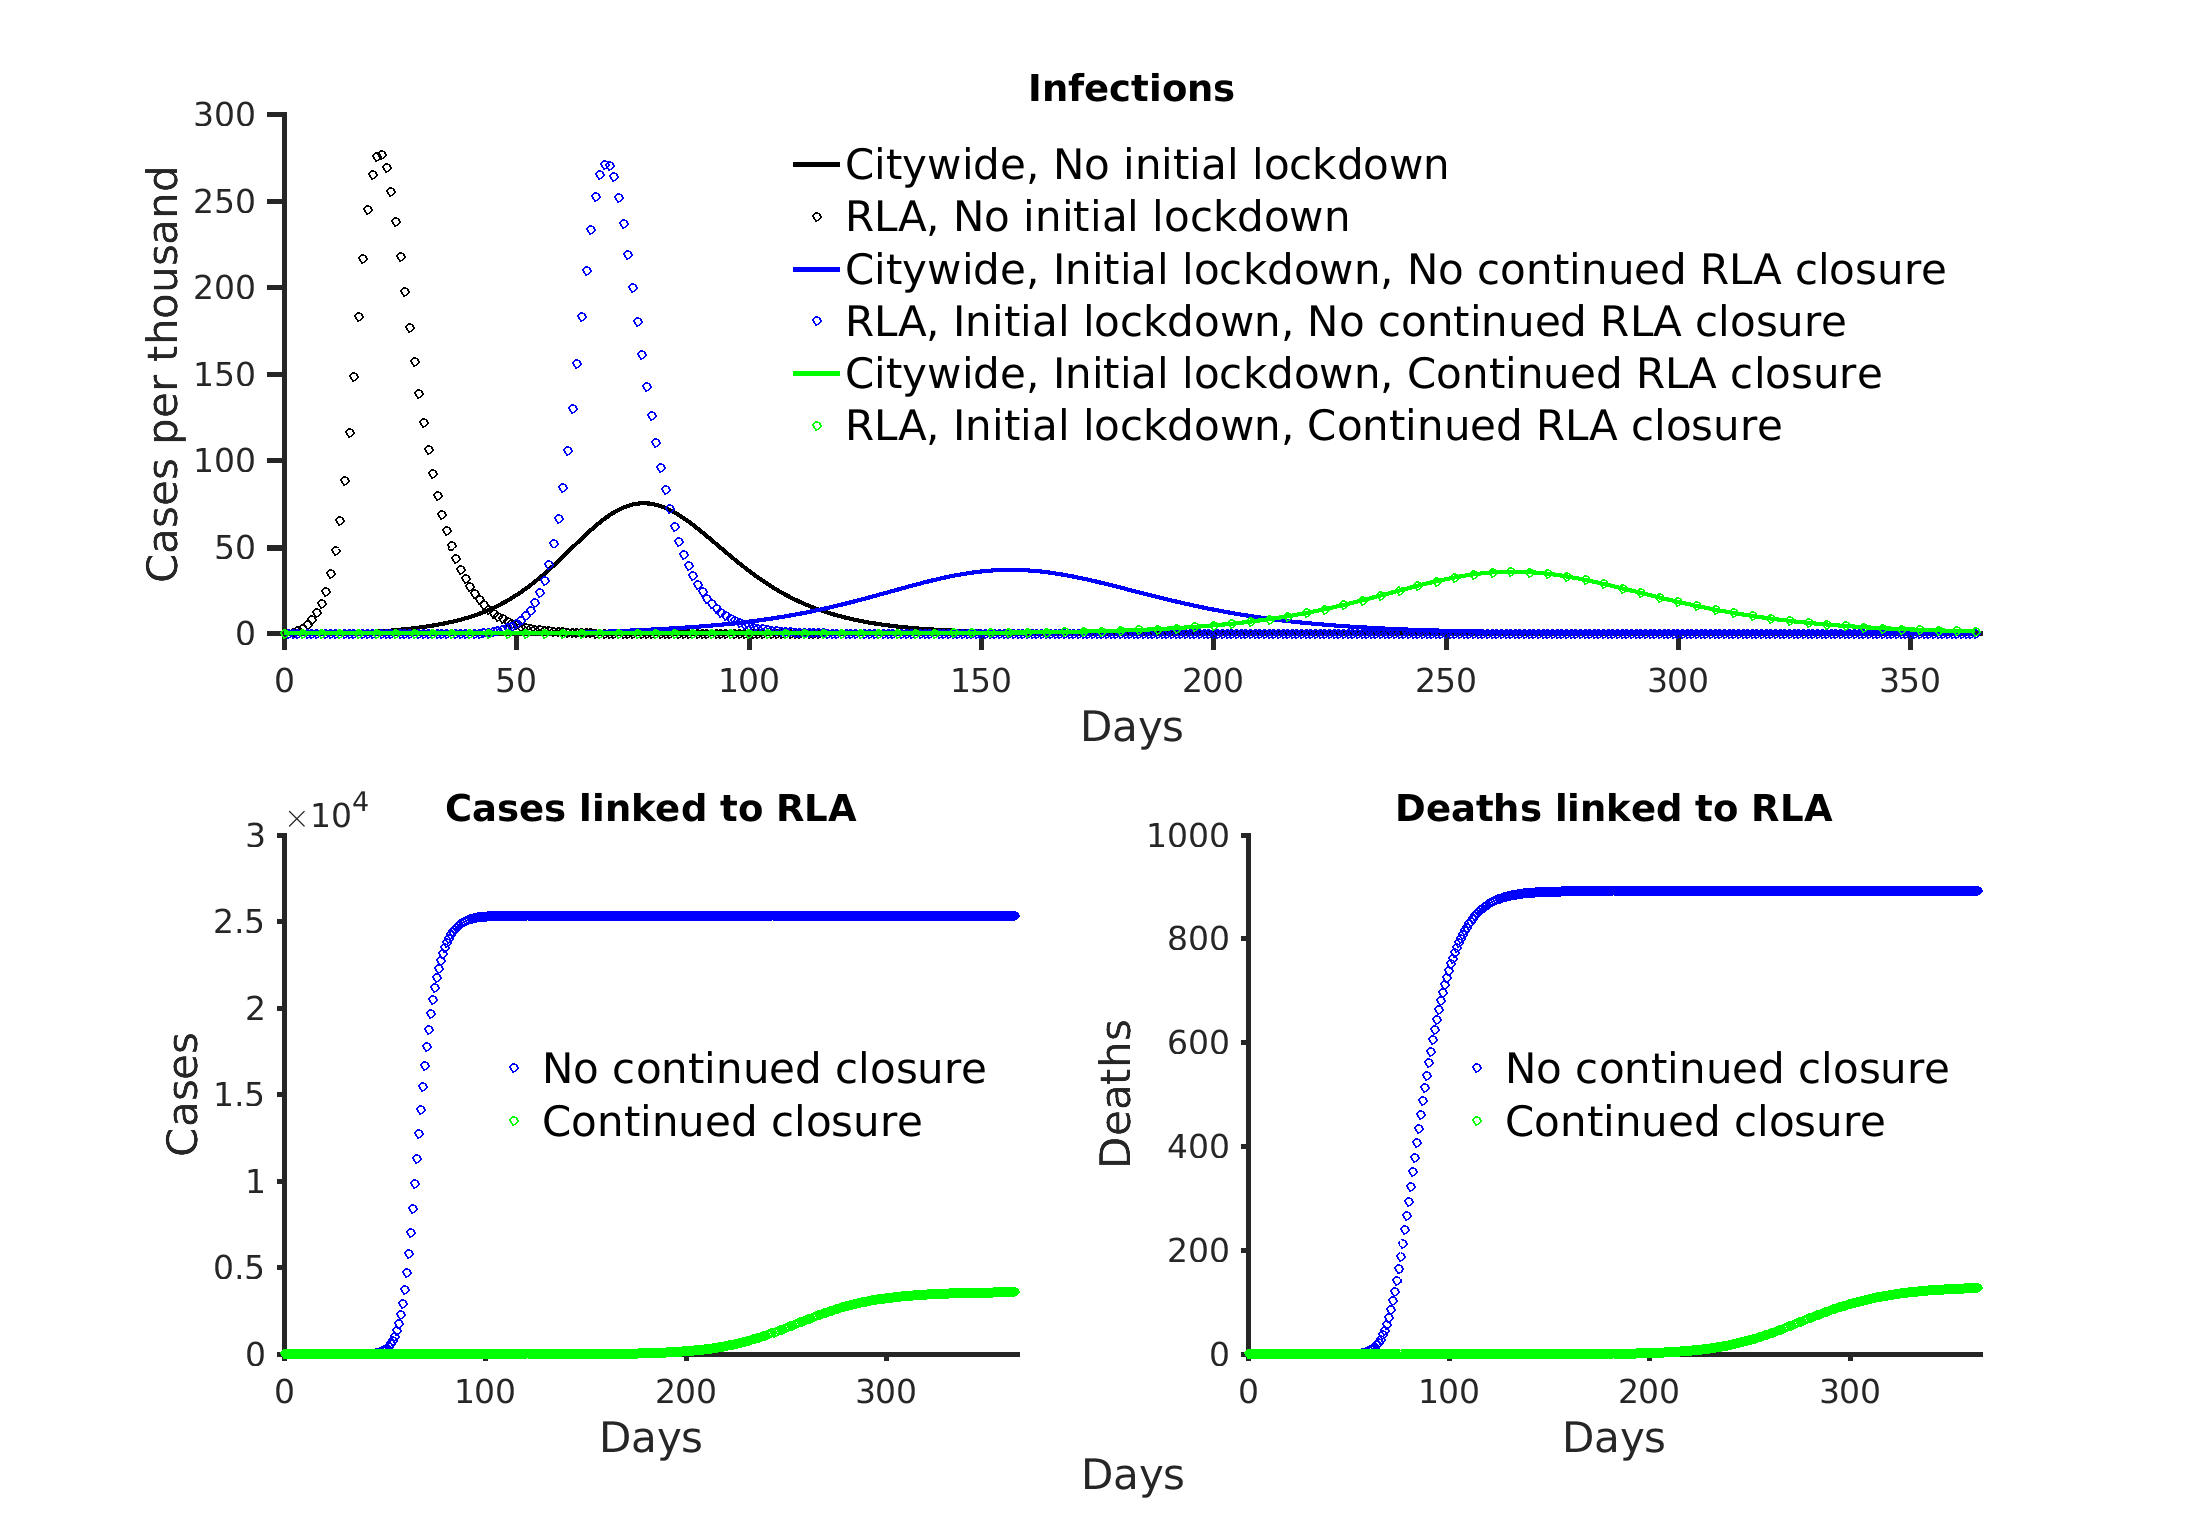 Infections
300
250
200
150
100
50
0
Cases per thousand
Citywide, No initial lockdown
RLA, No initial lockdown
Citywide, Initial lockdown, No continued RLA closure
RLA, Initial lockdown, No continued RLA closure
Citywide, Initial lockdown, Continued RLA closure
RLA, Initial lockdown, Continued RLA closure
0 50 100 150 200 250 300 350
Days
×10⁴
Cases linked to RLA
3
2.5
2
1.5
1
0.5
0
Cases
No continued closure
Continued closure
0 100 200 300
Days
Deaths linked to RLA
1000
800
600
400
200
0
Deaths
No continued closure
Continued closure
0 100 200 300
Days
Days